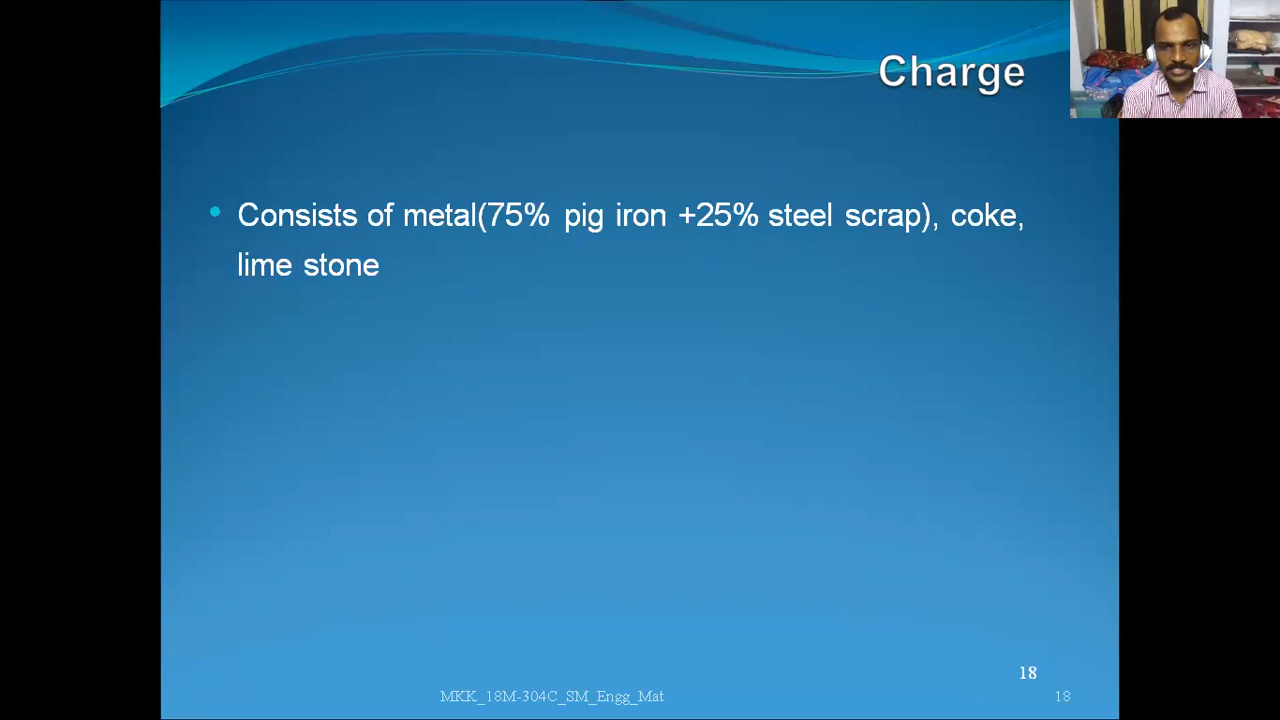 Charge
• Consists of metal(75% pig iron +25% steel scrap), coke,
lime stone
18
MKK_18M-304C_SM_Engg_Mat
18